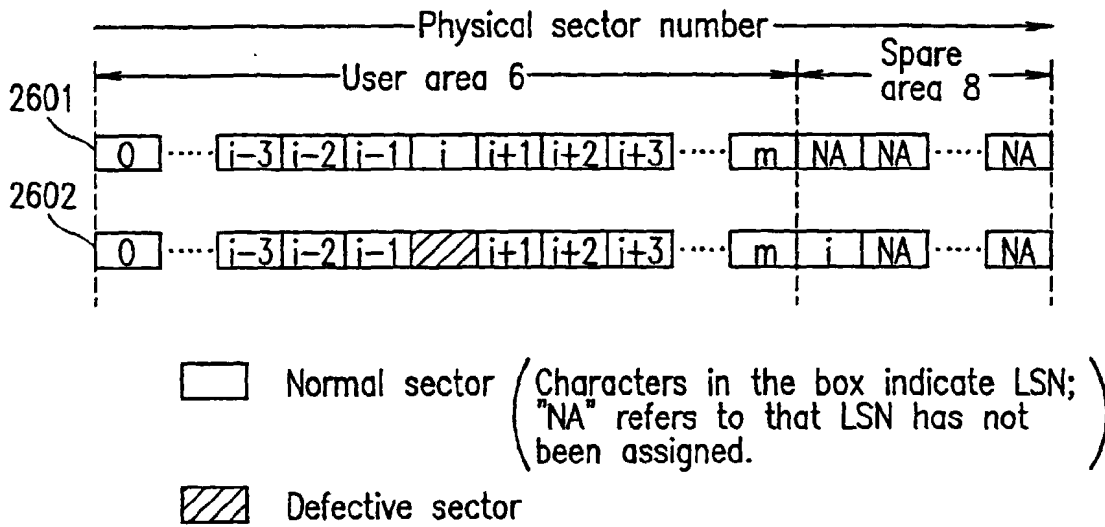 Physical sector number
User area 6
Spare area 8
2601
0 ..... i-3 i-2 i-1 i i+1 i+2 i+3 ..... m NA NA ..... NA
2602
0 ..... i-3 i-2 i-1 i+1 i+2 i+3 ..... m i NA ..... NA
Normal sector (Characters in the box indicate LSN;
"NA" refers to that LSN has not
been assigned.)
Defective sector